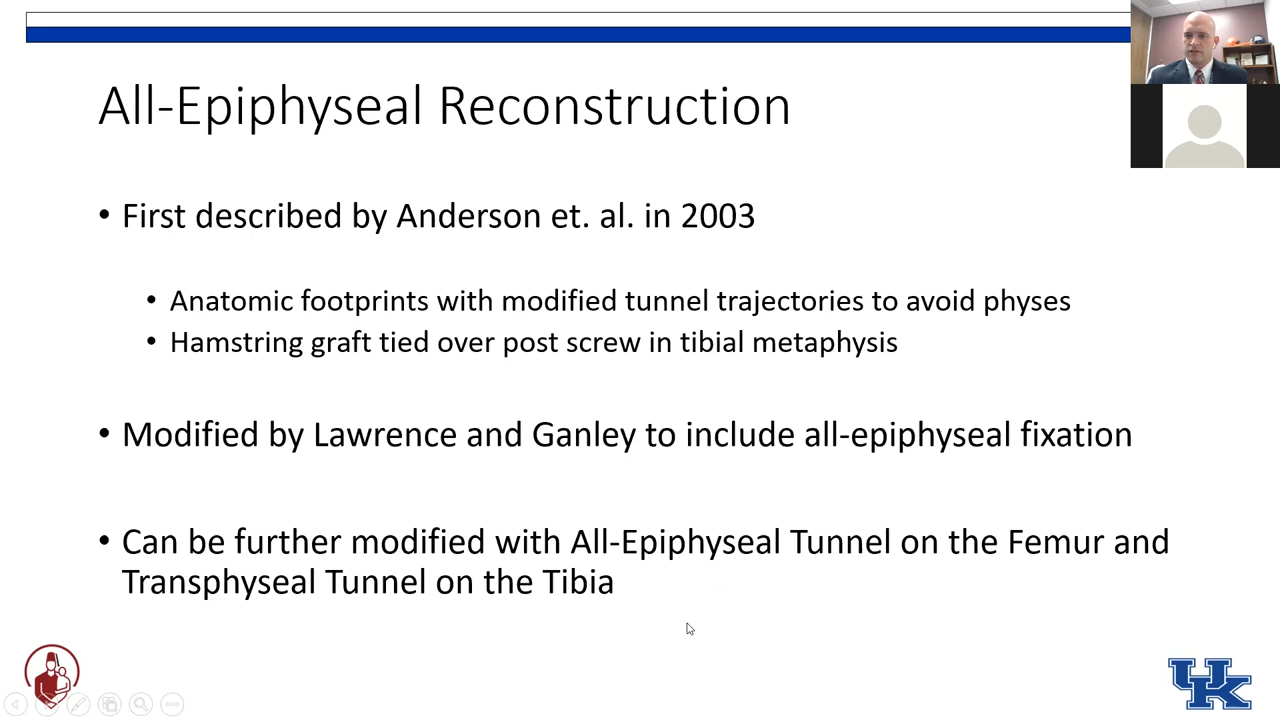 All-Epiphyseal Reconstruction
• First described by Anderson et. al. in 2003
• Anatomic footprints with modified tunnel trajectories to avoid physes
• Hamstring graft tied over post screw in tibial metaphysis
• Modified by Lawrence and Ganley to include all-epiphyseal fixation
• Can be further modified with All-Epiphyseal Tunnel on the Femur and
Transphyseal Tunnel on the Tibia
UK